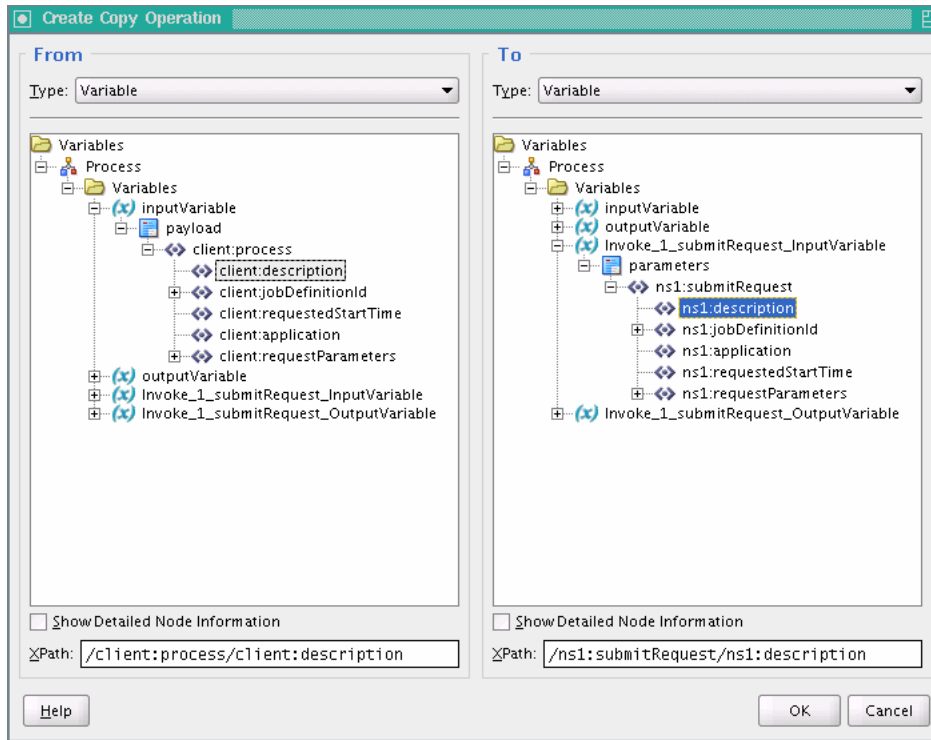 Create Copy Operation
From
Type: Variable
Variables
Process
Variables
inputVariable
payload
client:process
client:description
client:jobDefinitionId
client:requestedStartTime
client:application
client:requestParameters
outputVariable
Invoke_1_submitRequest_InputVariable
Invoke_1_submitRequest_OutputVariable
Show Detailed Node Information
XPath: /client:process/client:description
To
Type: Variable
Variables
Process
Variables
inputVariable
outputVariable
Invoke_1_submitRequest_InputVariable
parameters
ns1:submitRequest
ns1:description
ns1:jobDefinitionId
ns1:application
ns1:requestedStartTime
ns1:requestParameters
Invoke_1_submitRequest_OutputVariable
Show Detailed Node Information
XPath: /ns1:submitRequest/ns1:description
Help
OK
Cancel